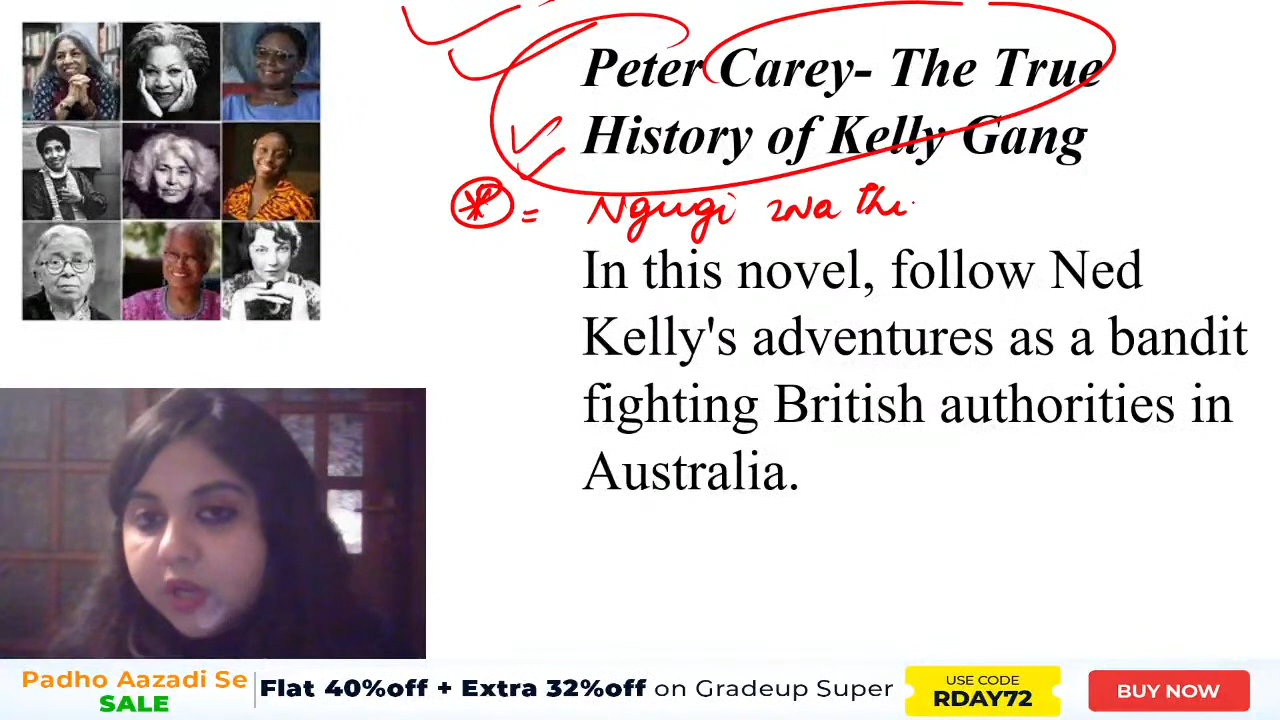 Peter Carey- The True
History of Kelly Gang
* = Ngugi wa thi
In this novel, follow Ned
Kelly's adventures as a bandit
fighting British authorities in
Australia.
Padho Aazadi Se
SALE
Flat 40%off + Extra 32%off on Gradeup Super
USE CODE
RDAY72
BUY NOW